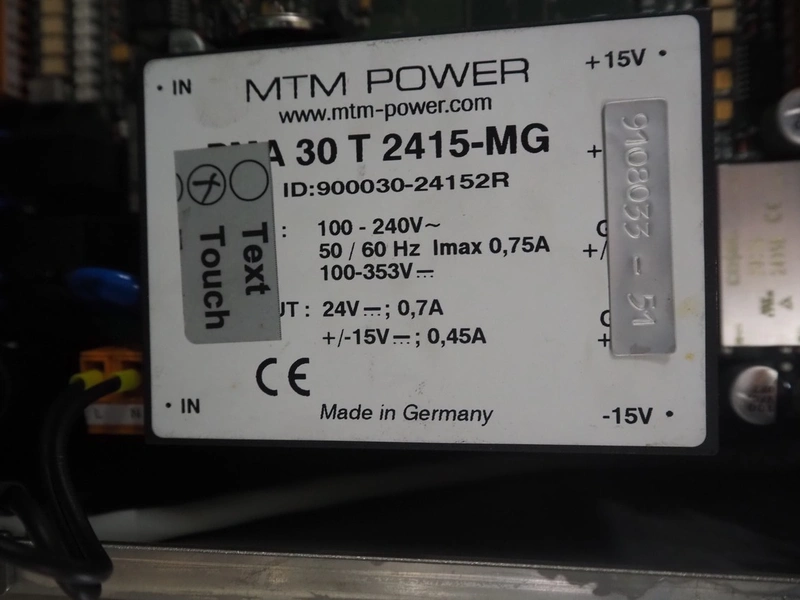 • IN
MTM POWER
+15V •
www.mtm-power.com
30 T 2415-MG
+
ID:900030-24152R
: 100 - 240V~
50 / 60 Hz Imax 0,75A
+/
100-353V⎓
: 24V⎓; 0,7A
+/-15V⎓; 0,45A
+
CE
• IN
Made in Germany
-15V •
Text
Touch
9108033 - 51
L N